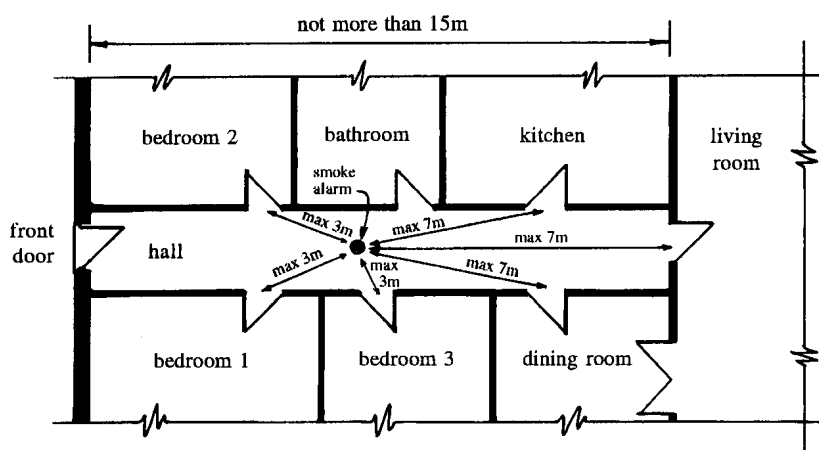 not more than 15m
bedroom 2
bathroom
kitchen
living
room
smoke
alarm
front
door
hall
max 3m
max 7m
max 7m
max 3m
max
3m
max 7m
bedroom 1
bedroom 3
dining room